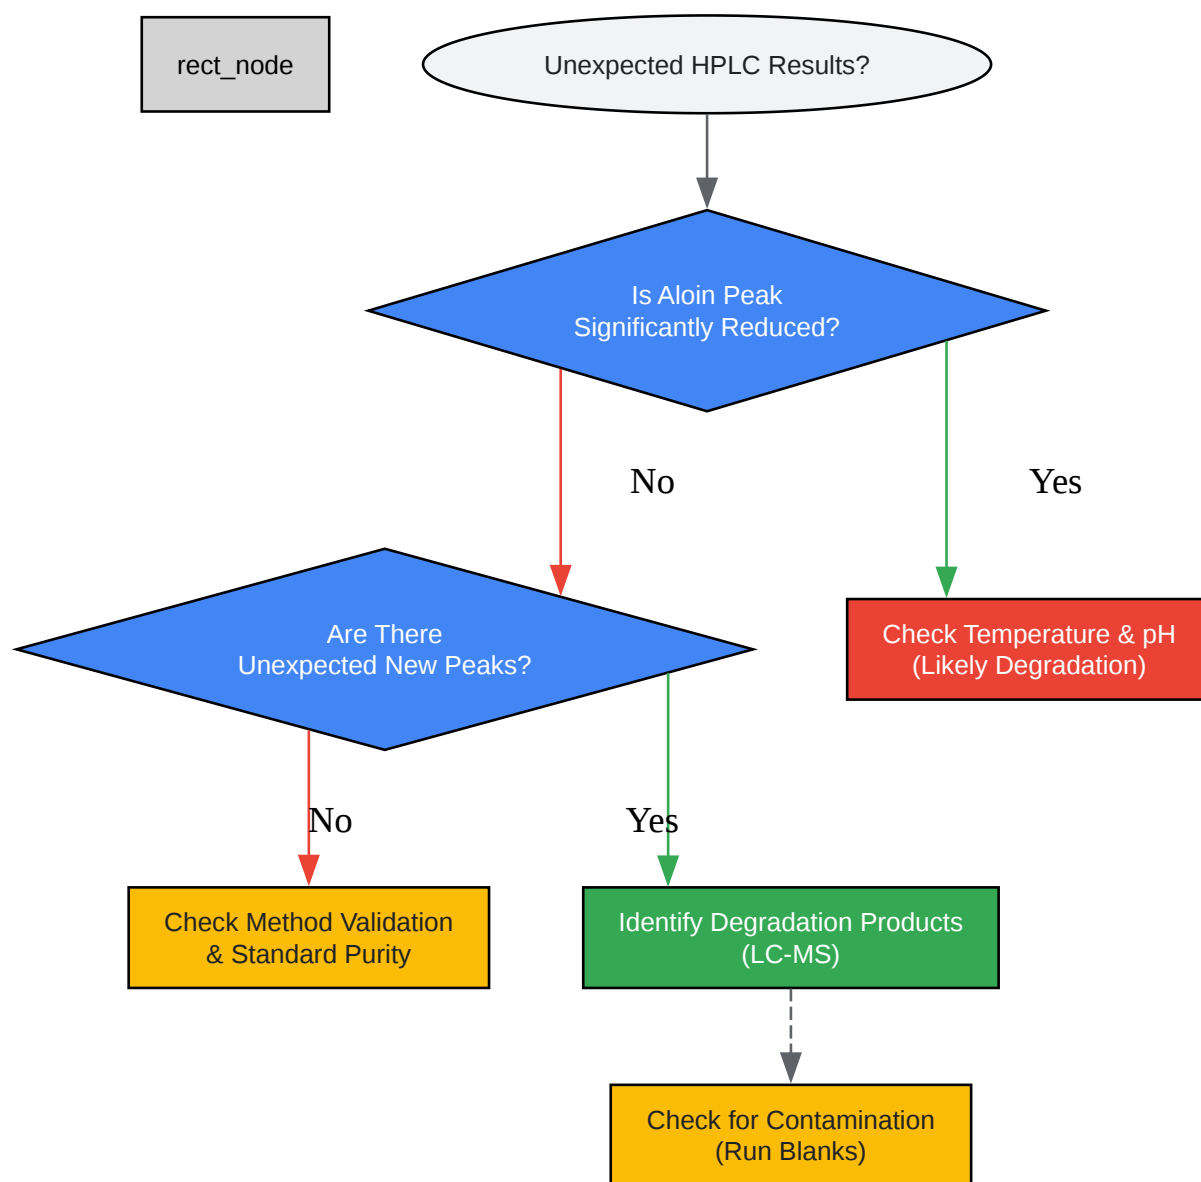 rect_node
Unexpected HPLC Results?
Is Aloin Peak
Significantly Reduced?
No
Yes
Are There
Unexpected New Peaks?
Check Temperature & pH
(Likely Degradation)
No
Yes
Check Method Validation
& Standard Purity
Identify Degradation Products
(LC-MS)
Check for Contamination
(Run Blanks)